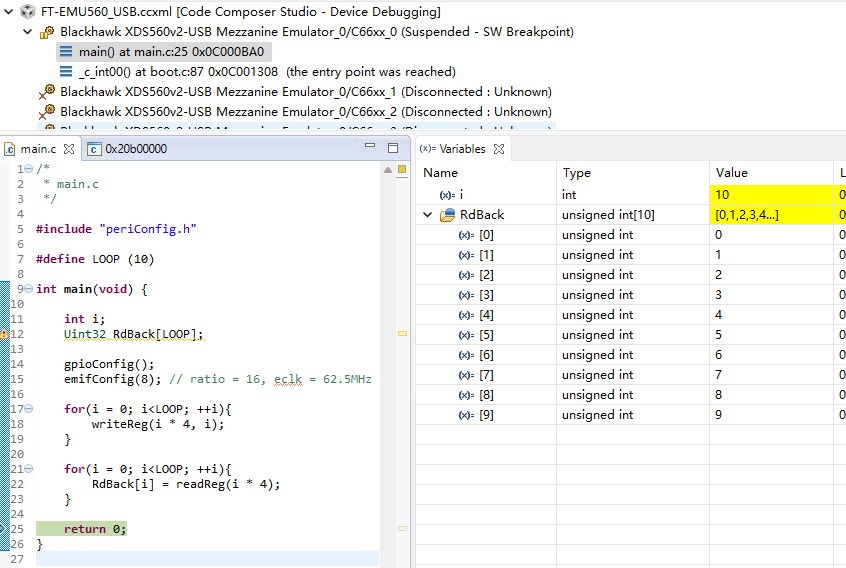 FT-EMU560_USB.ccxml [Code Composer Studio - Device Debugging]
Blackhawk XDS560v2-USB Mezzanine Emulator_0/C66xx_0 (Suspended - SW Breakpoint)
main() at main.c:25 0x0C000BA0
_c_int00() at boot.c:87 0x0C001308  (the entry point was reached)
Blackhawk XDS560v2-USB Mezzanine Emulator_0/C66xx_1 (Disconnected : Unknown)
Blackhawk XDS560v2-USB Mezzanine Emulator_0/C66xx_2 (Disconnected : Unknown)
main.c 0x20b00000
1 /*
2  * main.c
3  */
4
5 #include "periConfig.h"
6
7 #define LOOP (10)
8
9 int main(void) {
10
11     int i;
12     Uint32 RdBack[LOOP];
13
14     gpioConfig();
15     emifConfig(8); // ratio = 16, eclk = 62.5MHz
16
17     for(i = 0; i<LOOP; ++i){
18         writeReg(i * 4, i);
19     }
20
21     for(i = 0; i<LOOP; ++i){
22         RdBack[i] = readReg(i * 4);
23     }
24
25     return 0;
26 }
27
(x)= Variables
Name Type Value L
(x)= i int 10 0
RdBack unsigned int[10] [0,1,2,3,4...] 0
(x)= [0] unsigned int 0 0
(x)= [1] unsigned int 1 0
(x)= [2] unsigned int 2 0
(x)= [3] unsigned int 3 0
(x)= [4] unsigned int 4 0
(x)= [5] unsigned int 5 0
(x)= [6] unsigned int 6 0
(x)= [7] unsigned int 7 0
(x)= [8] unsigned int 8 0
(x)= [9] unsigned int 9 0